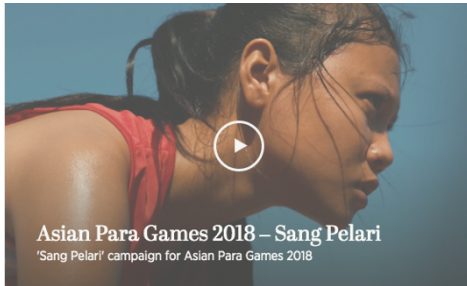 Asian Para Games 2018 – Sang Pelari
'Sang Pelari' campaign for Asian Para Games 2018